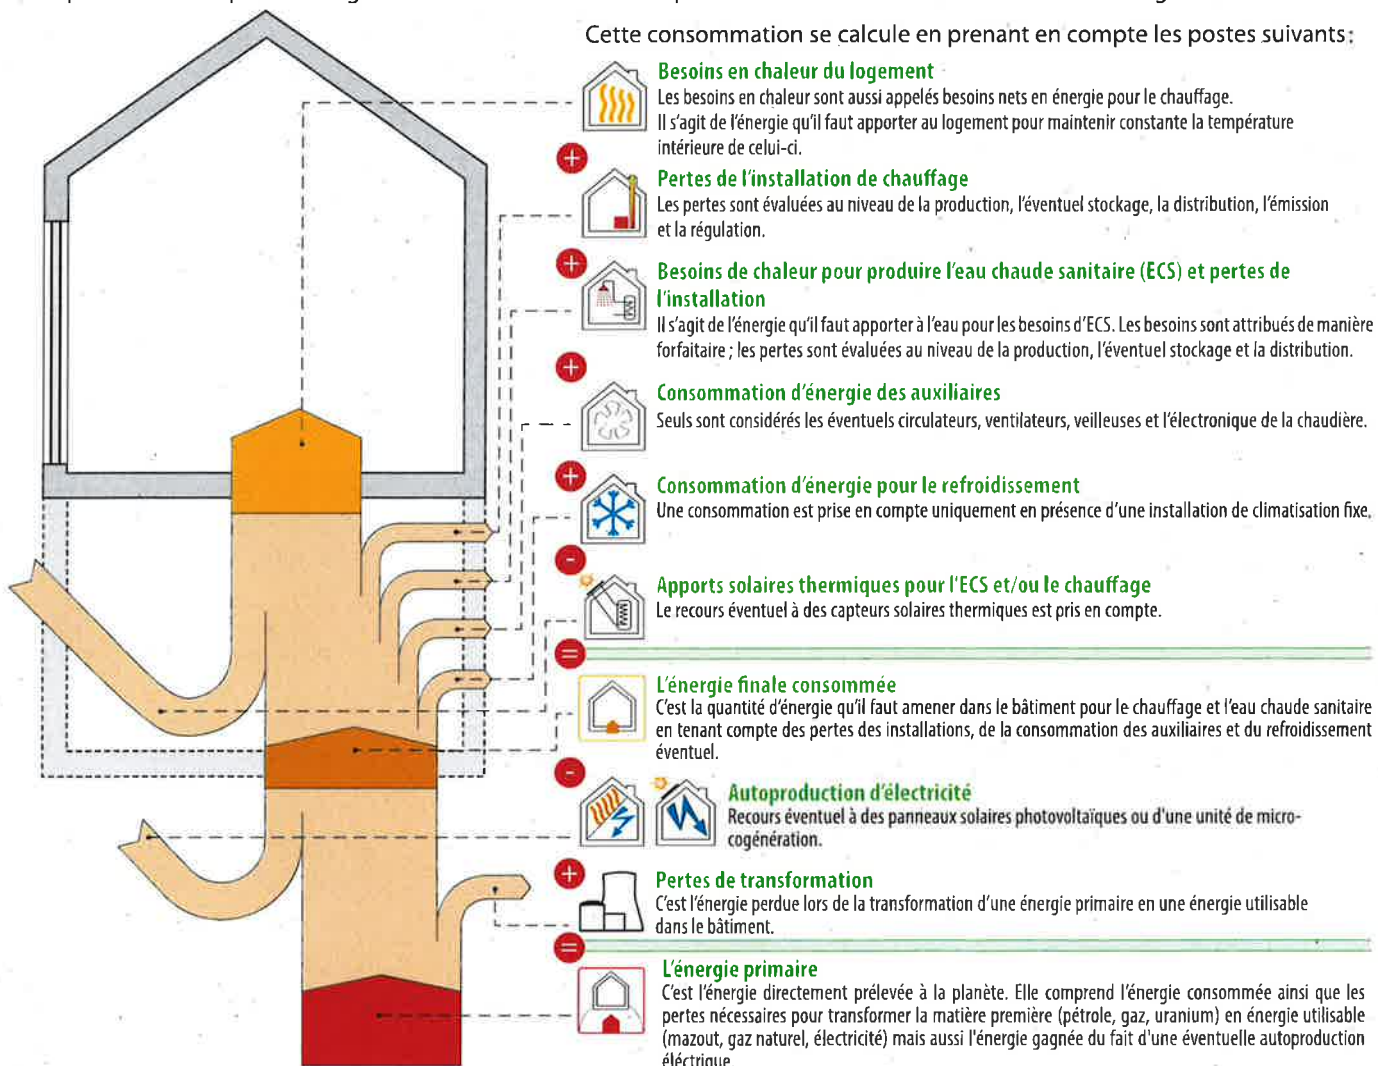 Cette consommation se calcule en prenant en compte les postes suivants :
Besoins en chaleur du logement
Les besoins en chaleur sont aussi appelés besoins nets en énergie pour le chauffage.
Il s'agit de l'énergie qu'il faut apporter au logement pour maintenir constante la température
intérieure de celui-ci.
+
Pertes de l'installation de chauffage
Les pertes sont évaluées au niveau de la production, l'éventuel stockage, la distribution, l'émission
et la régulation.
+
Besoins de chaleur pour produire l'eau chaude sanitaire (ECS) et pertes de
l'installation
Il s'agit de l'énergie qu'il faut apporter à l'eau pour les besoins d'ECS. Les besoins sont attribués de manière
forfaitaire ; les pertes sont évaluées au niveau de la production, l'éventuel stockage et la distribution.
+
Consommation d'énergie des auxiliaires
Seuls sont considérés les éventuels circulateurs, ventilateurs, veilleuses et l'électronique de la chaudière.
+
Consommation d'énergie pour le refroidissement
Une consommation est prise en compte uniquement en présence d'une installation de climatisation fixe.
-
Apports solaires thermiques pour l'ECS et/ou le chauffage
Le recours éventuel à des capteurs solaires thermiques est pris en compte.
=
L'énergie finale consommée
C'est la quantité d'énergie qu'il faut amener dans le bâtiment pour le chauffage et l'eau chaude sanitaire
en tenant compte des pertes des installations, de la consommation des auxiliaires et du refroidissement
éventuel.
-
Autoproduction d'électricité
Recours éventuel à des panneaux solaires photovoltaïques ou d'une unité de micro-
cogénération.
+
Pertes de transformation
C'est l'énergie perdue lors de la transformation d'une énergie primaire en une énergie utilisable
dans le bâtiment.
=
L'énergie primaire
C'est l'énergie directement prélevée à la planète. Elle comprend l'énergie consommée ainsi que les
pertes nécessaires pour transformer la matière première (pétrole, gaz, uranium) en énergie utilisable
(mazout, gaz naturel, électricité) mais aussi l'énergie gagnée du fait d'une éventuelle autoproduction
éléctrique